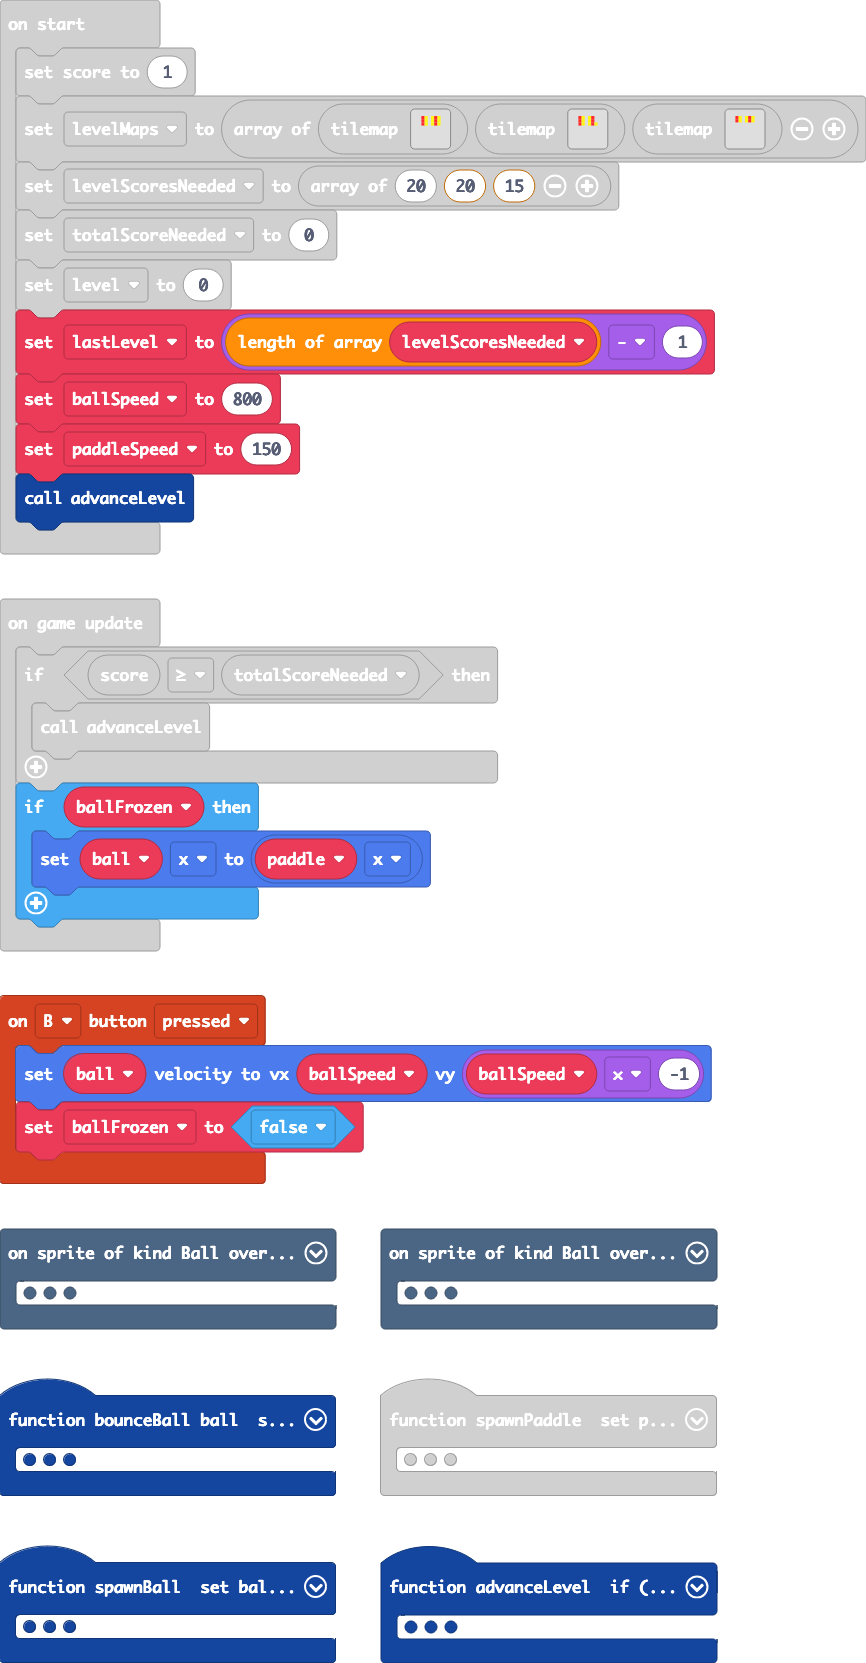 on start
set score to 1
set levelMaps to array of tilemap tilemap tilemap
set levelScoresNeeded to array of 20 20 15
set totalScoreNeeded to 0
set level to 0
set lastLevel to length of array levelScoresNeeded - 1
set ballSpeed to 800
set paddleSpeed to 150
call advanceLevel
on game update
if score ≥ totalScoreNeeded then
call advanceLevel
if ballFrozen then
set ball x to paddle x
on B button pressed
set ball velocity to vx ballSpeed vy ballSpeed x -1
set ballFrozen to false
on sprite of kind Ball over... on sprite of kind Ball over...
function bounceBall ball s... function spawnPaddle set p...
function spawnBall set bal... function advanceLevel if (...